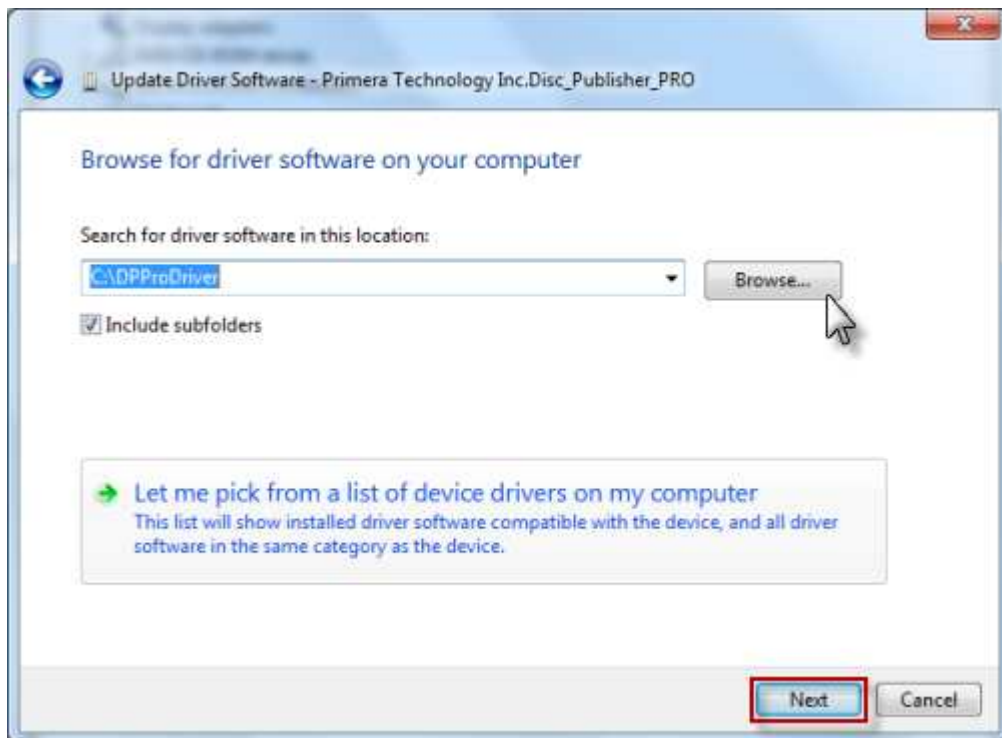 Update Driver Software - Primera Technology Inc.Disc_Publisher_PRO
Browse for driver software on your computer
Search for driver software in this location:
C:\DPProDriver
Browse...
Include subfolders
Let me pick from a list of device drivers on my computer
This list will show installed driver software compatible with the device, and all driver
software in the same category as the device.
Next
Cancel